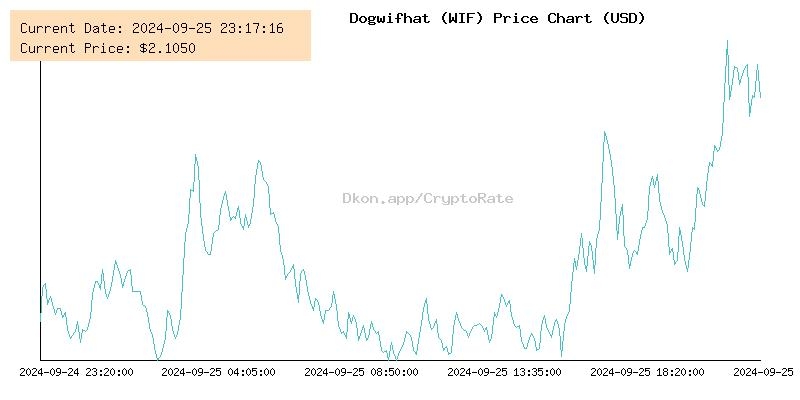 Dogwifhat (WIF) Price Chart (USD)
Current Date: 2024-09-25 23:17:16
Current Price: $2.1050
Dkon.app/CryptoRate
2024-09-24 23:20:00 2024-09-25 04:05:00 2024-09-25 08:50:00 2024-09-25 13:35:00 2024-09-25 18:20:00 2024-09-25